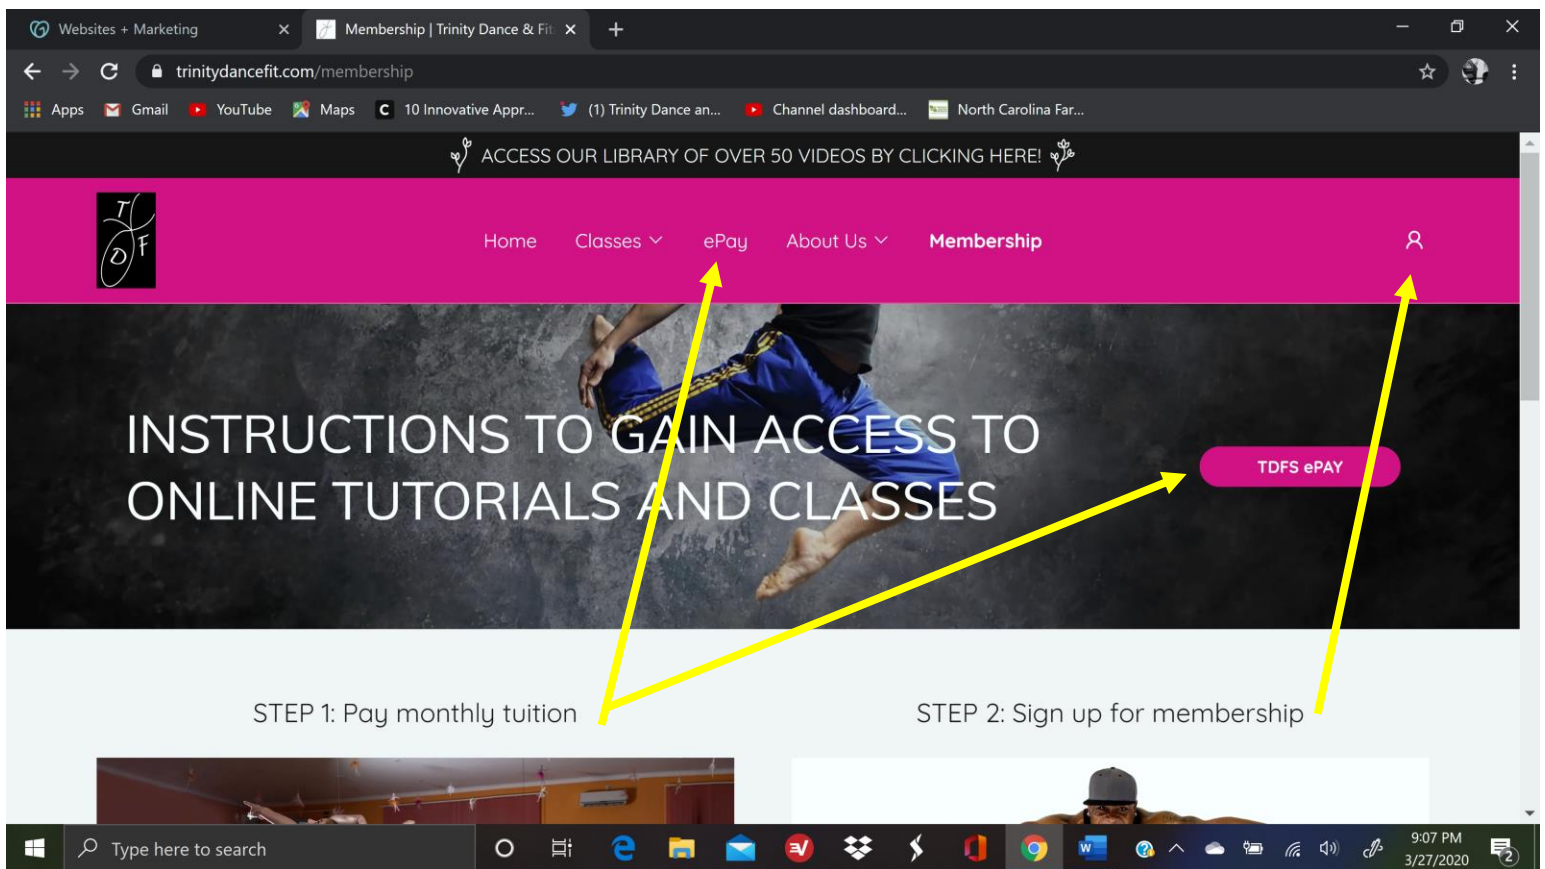 Websites + Marketing
Membership | Trinity Dance & Fit
trinitydancefit.com/membership
Apps Gmail YouTube Maps 10 Innovative Appr... (1) Trinity Dance an... Channel dashboard... North Carolina Far...
ACCESS OUR LIBRARY OF OVER 50 VIDEOS BY CLICKING HERE!
T F D
Home Classes ePay About Us Membership
INSTRUCTIONS TO GAIN ACCESS TO
ONLINE TUTORIALS AND CLASSES
TDFS ePAY
STEP 1: Pay monthly tuition
STEP 2: Sign up for membership
Type here to search
9:07 PM
3/27/2020
2